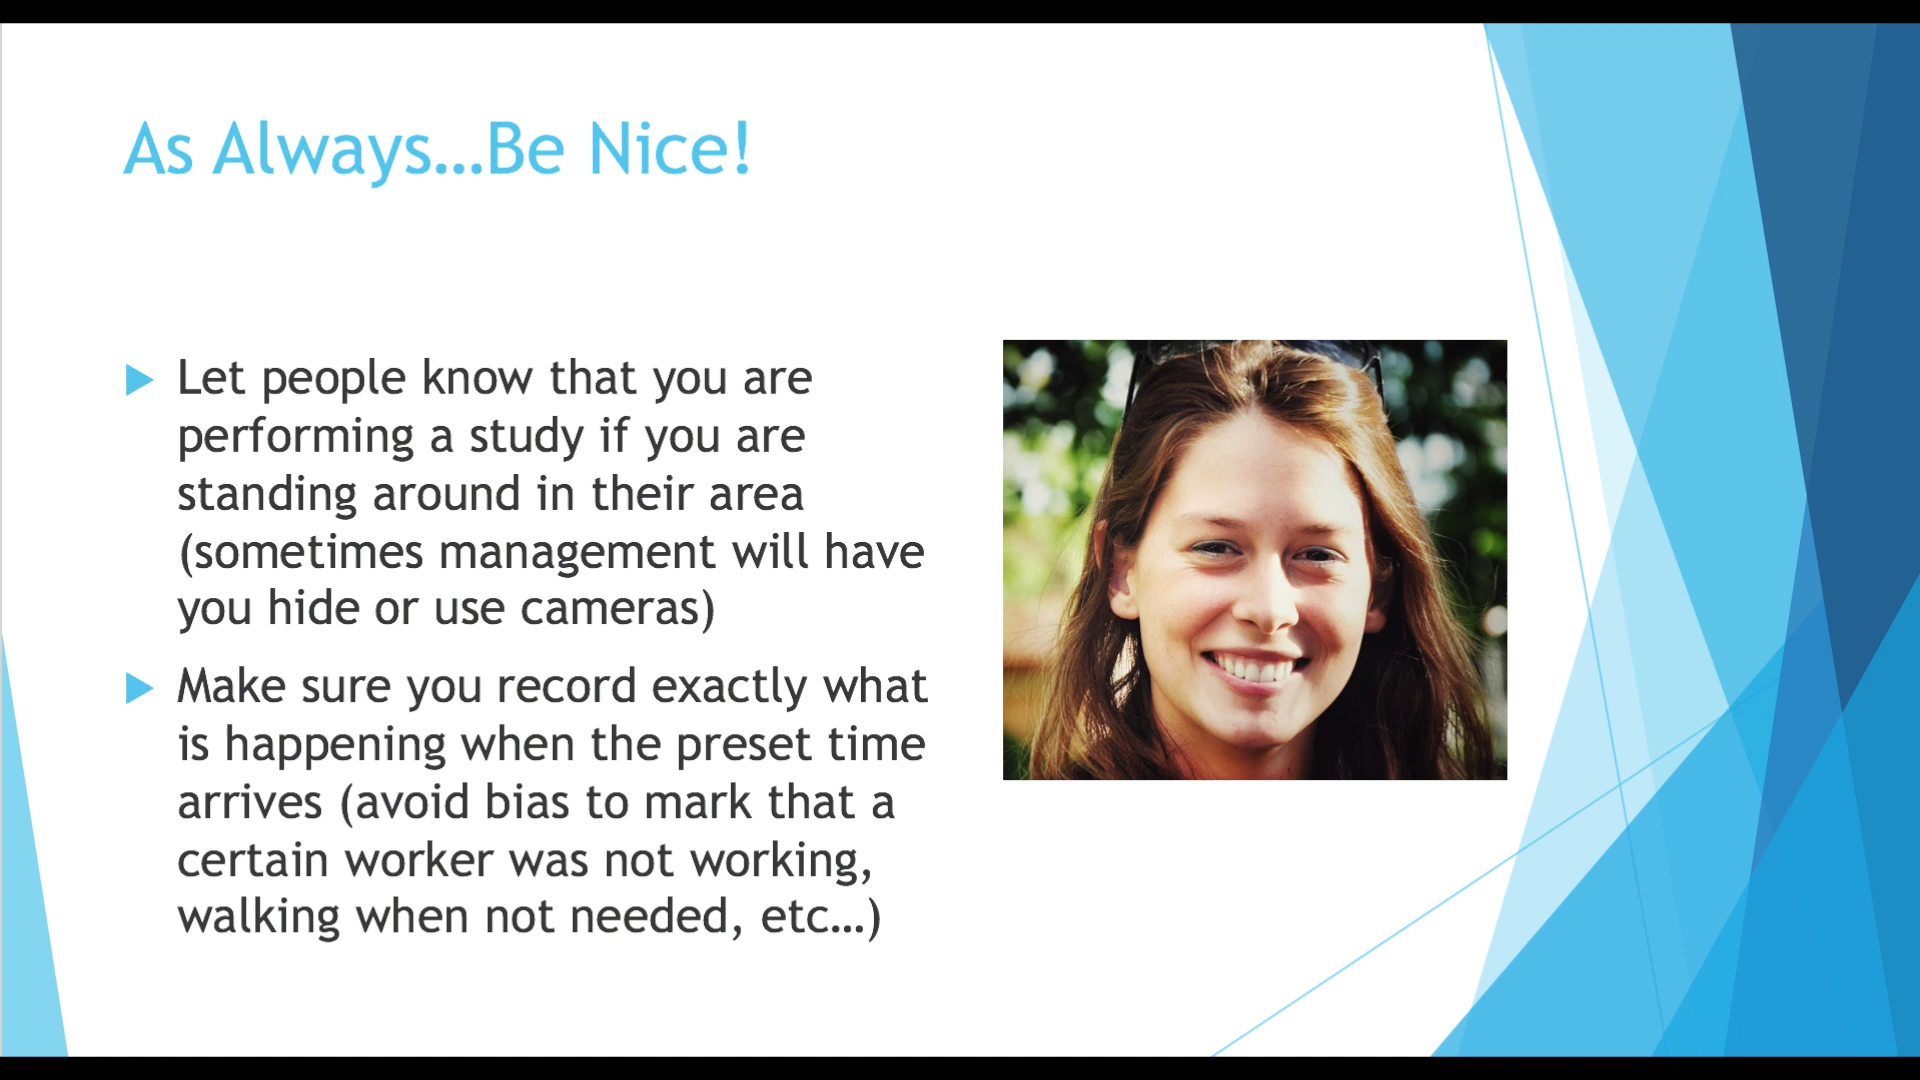 As Always...Be Nice!
Let people know that you are
performing a study if you are
standing around in their area
(sometimes management will have
you hide or use cameras)
Make sure you record exactly what
is happening when the preset time
arrives (avoid bias to mark that a
certain worker was not working,
walking when not needed, etc...)